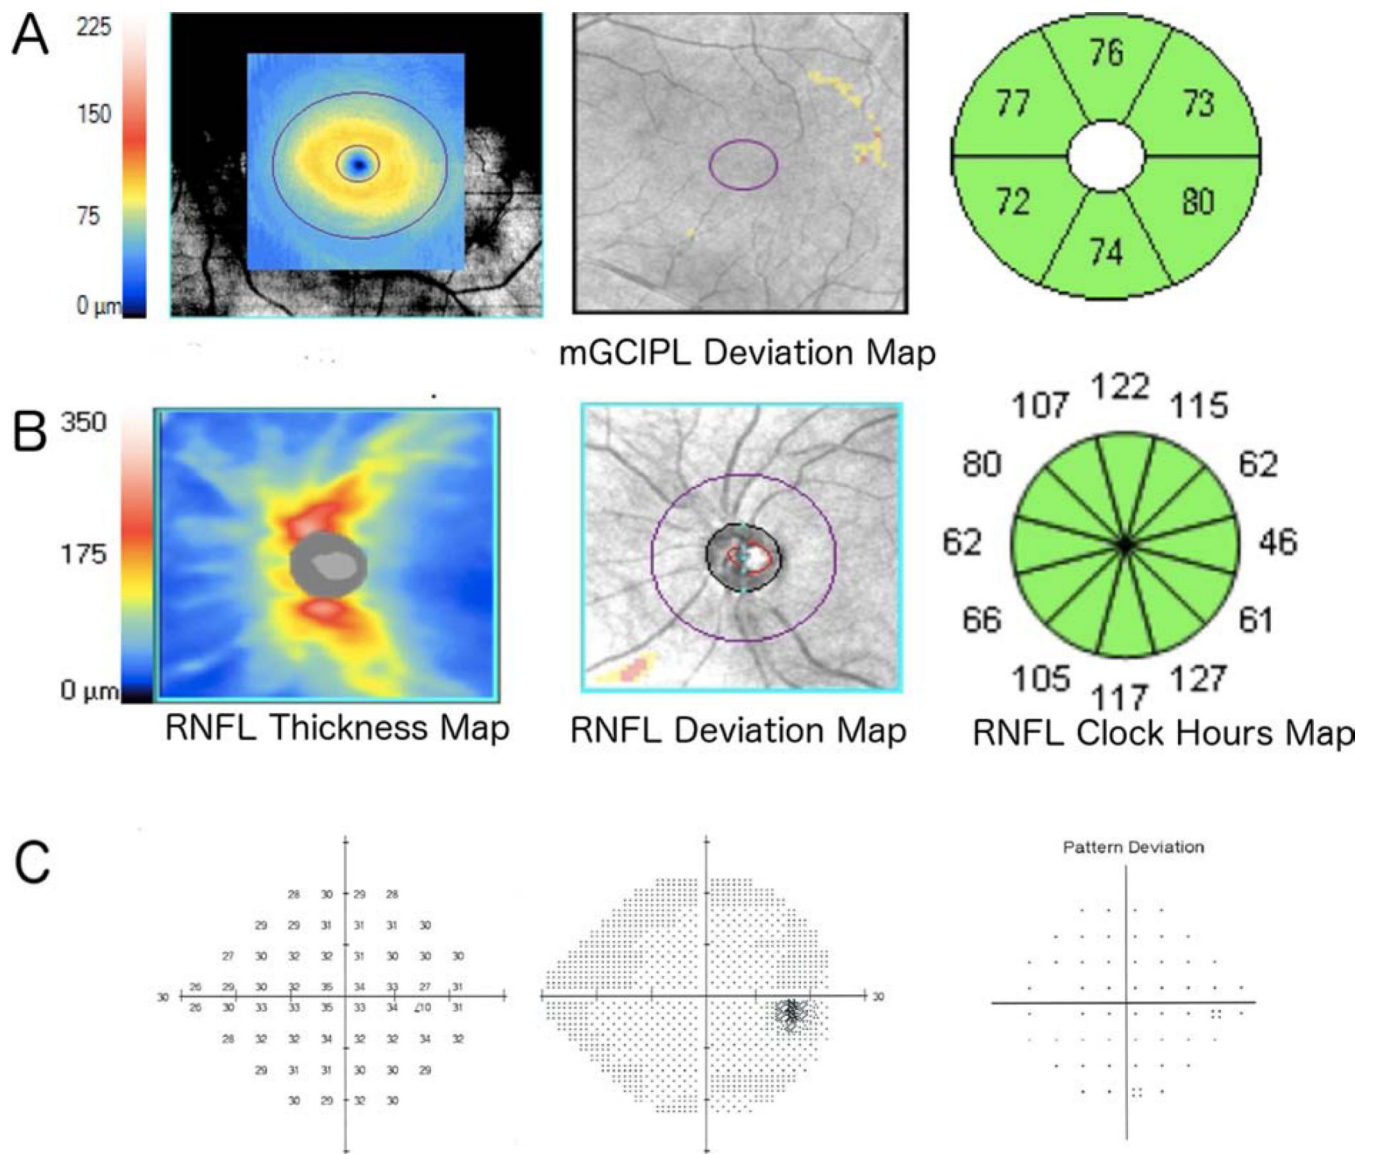 A
225
150
75
0 µm
76
77
73
72
80
74
mGCIPL Deviation Map
B
350
175
0 µm
122
107
115
80
62
62
46
66
61
105
127
117
RNFL Thickness Map
RNFL Deviation Map
RNFL Clock Hours Map
C
Pattern Deviation
28 30 29 28
29 29 31 31 31 30
27 30 32 32 31 30 30 30
26 29 30 32 35 34 33 27 31
30
30
26 30 33 33 35 33 34 ∠10 31
28 32 32 34 32 32 34 32
29 31 31 30 30 29
30 29 32 30